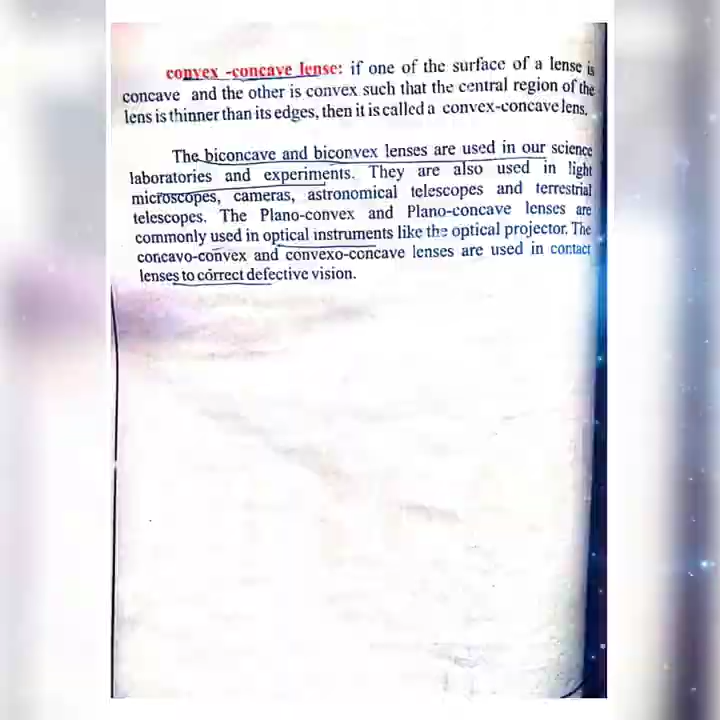 convex -concave lense: if one of the surface of a lense is
concave and the other is convex such that the central region of the
lens is thinner than its edges, then it is called a convex-concave lens.
The biconcave and biconvex lenses are used in our science
laboratories and experiments. They are also used in light
microscopes, cameras, astronomical telescopes and terrestrial
telescopes. The Plano-convex and Plano-concave lenses are
commonly used in optical instruments like the optical projector. The
concavo-convex and convexo-concave lenses are used in contact
lenses to correct defective vision.